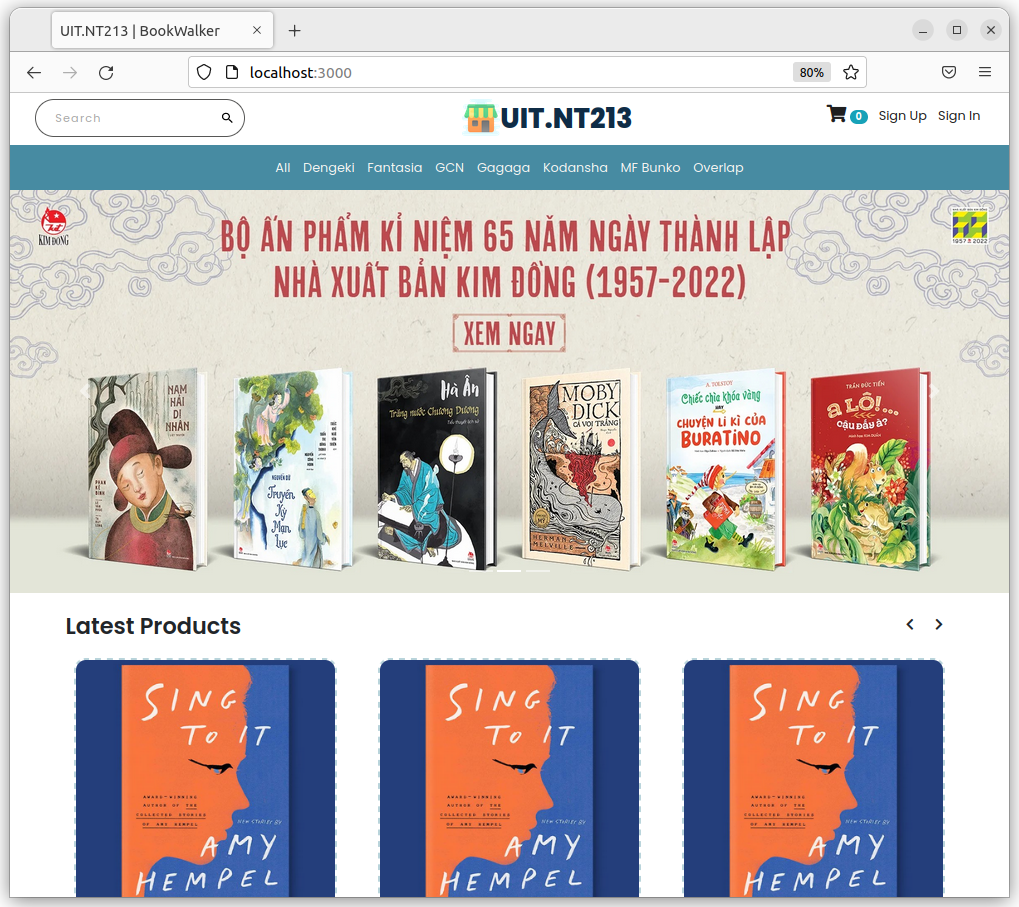 UIT.NT213 | BookWalker
localhost:3000
80%
Search
UIT.NT213
0
Sign Up
Sign In
All Dengeki Fantasia GCN Gagaga Kodansha MF Bunko Overlap
KIM ĐỒNG
BỘ ẤN PHẨM KỈ NIỆM 65 NĂM NGÀY THÀNH LẬP
NHÀ XUẤT BẢN KIM ĐỒNG (1957-2022)
XEM NGAY
NAM
HẢI DỊ
NHÂN
PHAN
KẾ BÍNH
NGUYỄN DỮ
Truyền
Kỳ
Mạn
Lục
Hà Ân
Trăng nước Chương Dương
MOBY
DICK
CÁ VOI TRẮNG
HERMAN
MELVILLE
A. TOLSTOY
Chiếc chìa khóa vàng
HAY
CHUYỆN LI KÌ CỦA
BURATINO
TRẦN ĐỨC TIẾN
A LÔ!...
CẬU ĐẤY À?
Latest Products
SING
TO IT
AWARD-WINNING
AUTHOR OF THE
COLLECTED STORIES
OF AMY HEMPEL
NEW STORIES BY
AMY
HEMPEL
SING
TO IT
AWARD-WINNING
AUTHOR OF THE
COLLECTED STORIES
OF AMY HEMPEL
NEW STORIES BY
AMY
HEMPEL
SING
TO IT
AWARD-WINNING
AUTHOR OF THE
COLLECTED STORIES
OF AMY HEMPEL
NEW STORIES BY
AMY
HEMPEL